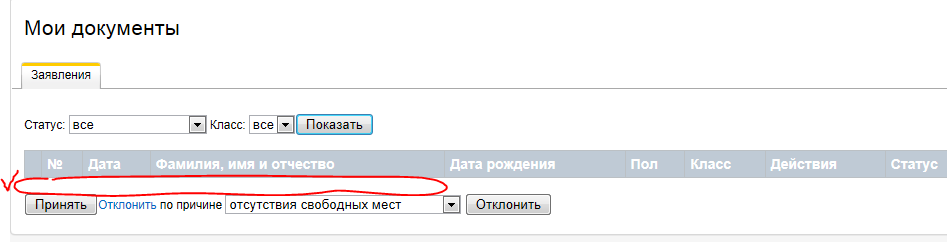 Мои документы
Заявления
Статус: все Класс: все Показать
№ Дата Фамилия, имя и отчество Дата рождения Пол Класс Действия Статус
Принять Отклонить по причине отсутствия свободных мест Отклонить